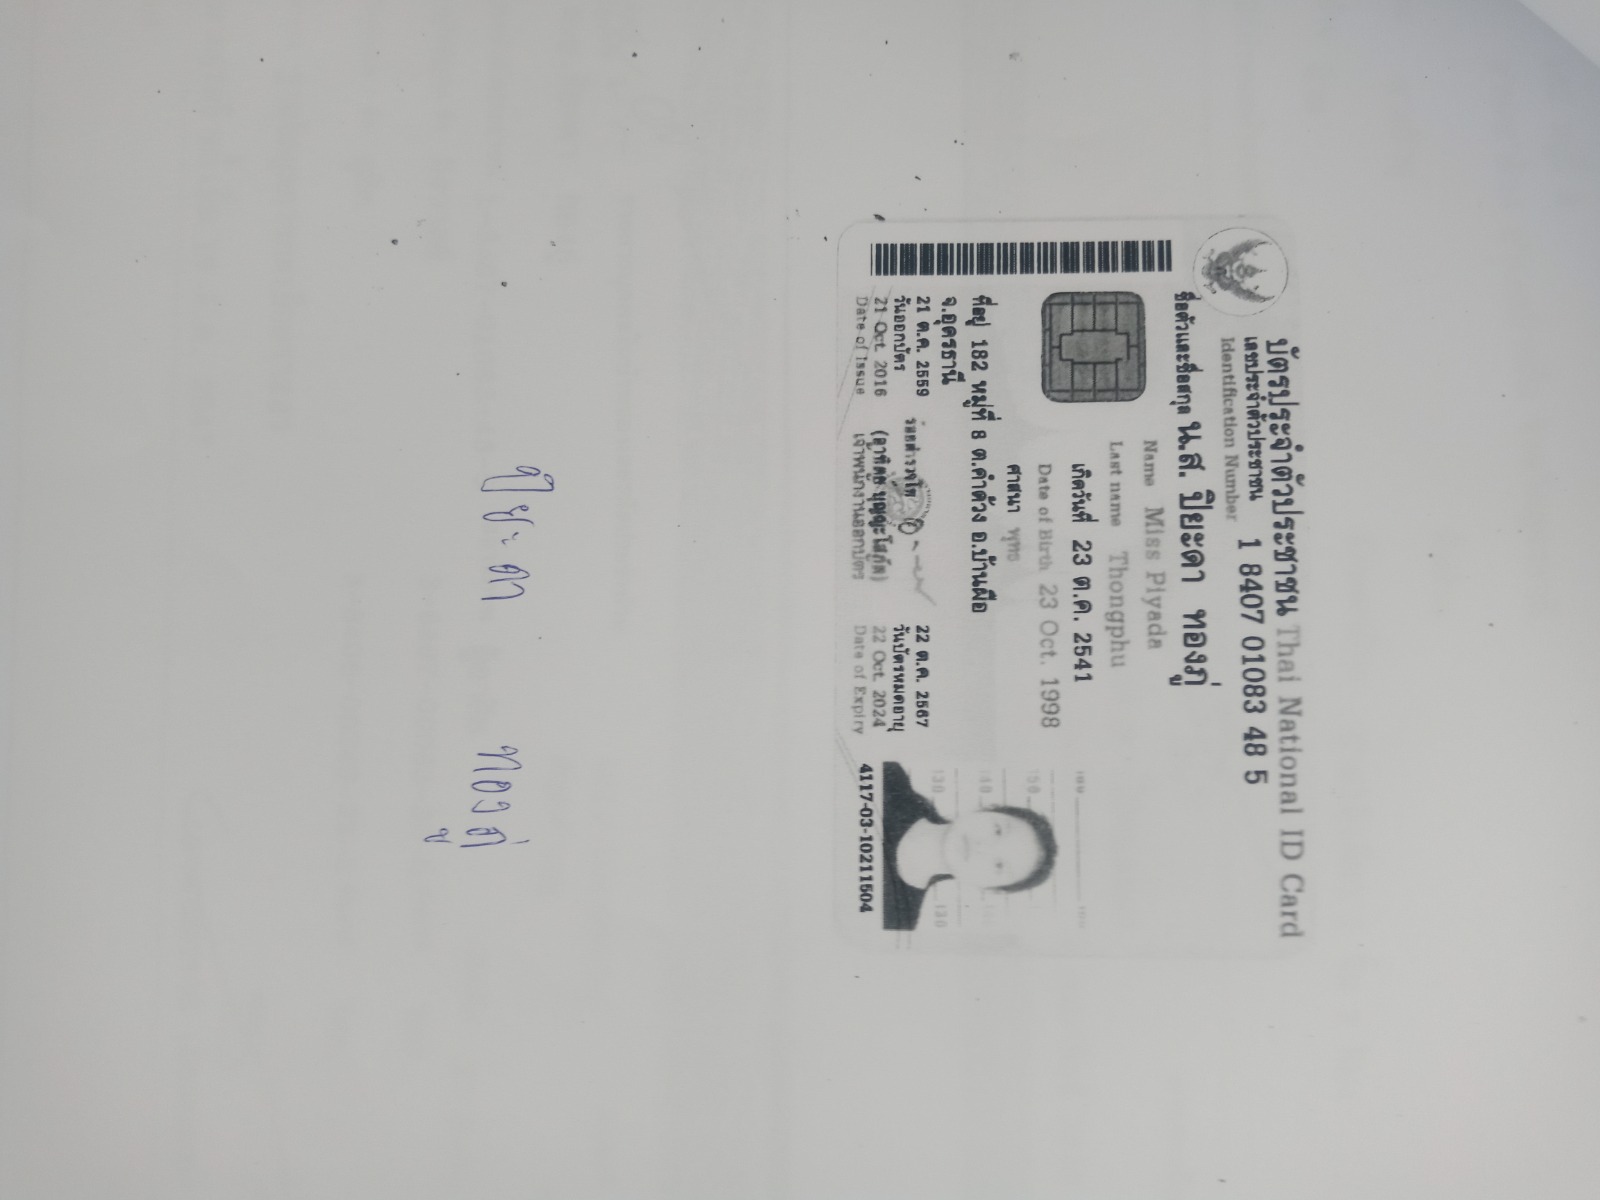 บัตรประจำตัวประชาชน Thai National ID Card
เลขประจำตัวประชาชน 1 8407 01083 48 5
Identification Number
ชื่อตัวและชื่อสกุล น.ส. ปิยะดา ทองภู่
Name Miss Piyada
Last name Thongphu
เกิดวันที่ 23 ต.ค. 2541
Date of Birth 23 Oct. 1998
ศาสนา พุทธ
ที่อยู่ 182 หมู่ที่ 8 ต.คำด้วง อ.บ้านผือ
จ.อุดรธานี
21 ต.ค. 2559
วันออกบัตร
21 Oct. 2016
Date of Issue
เจ้าพนักงานออกบัตร
22 ต.ค. 2567
วันบัตรหมดอายุ
22 Oct. 2024
Date of Expiry
4117-03-10211504
ปิยะดา ทองภู่